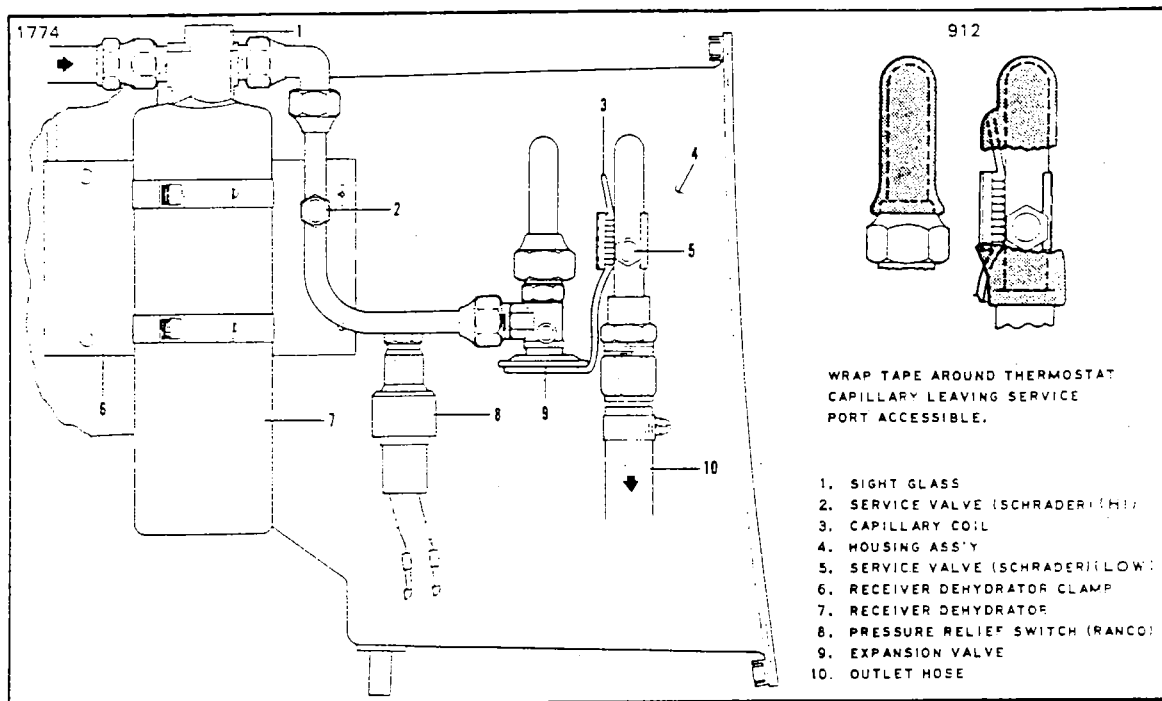 1774
912
1
2
3
4
5
6
7
8
9
10
WRAP TAPE AROUND THERMOSTAT
CAPILLARY LEAVING SERVICE
PORT ACCESSIBLE.
1. SIGHT GLASS
2. SERVICE VALVE (SCHRADER) (HI)
3. CAPILLARY COIL
4. HOUSING ASS'Y
5. SERVICE VALVE (SCHRADER) (LOW)
6. RECEIVER DEHYDRATOR CLAMP
7. RECEIVER DEHYDRATOR
8. PRESSURE RELIEF SWITCH (RANCO)
9. EXPANSION VALVE
10. OUTLET HOSE